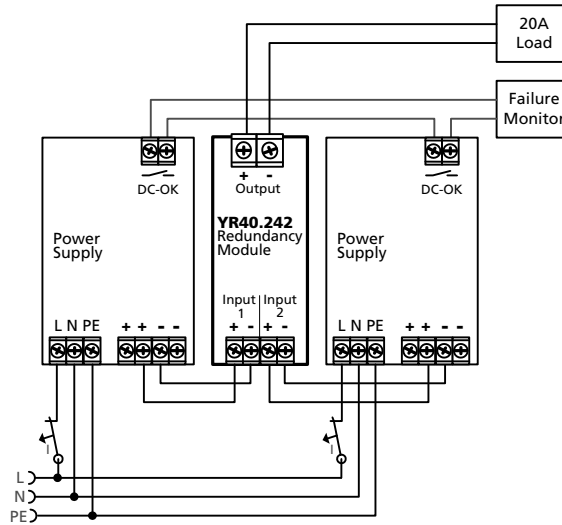 20A
Load
Failure
Monitor
DC-OK
+ -
Output
DC-OK
YR40.242
Redundancy
Module
Power
Supply
Power
Supply
Input
1
Input
2
L N PE
+ + - -
+ - + -
L N PE
+ + - -
I
I
L
N
PE